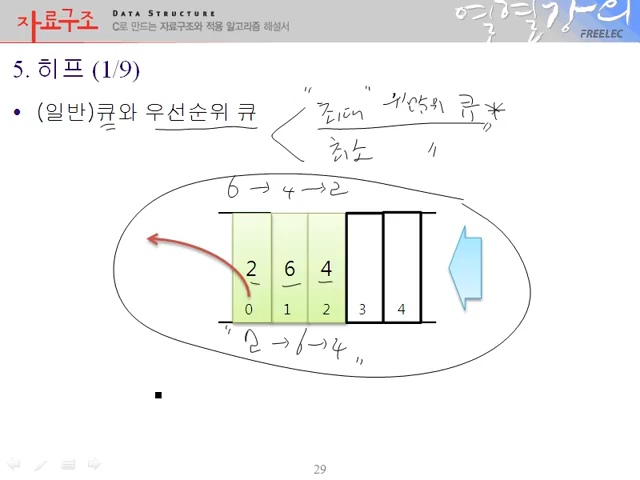 자료구조
DATA STRUCTURE
C로 만드는 자료구조와 적용 알고리즘 해설서
열혈강의
FREELEC
5. 히프 (1/9)
• (일반)큐와 우선순위 큐
"최대" 우선순위 큐 *
최소 "
6 → 4 → 2
2 6 4
0 1 2 3 4
"2 → 6 → 4"
29